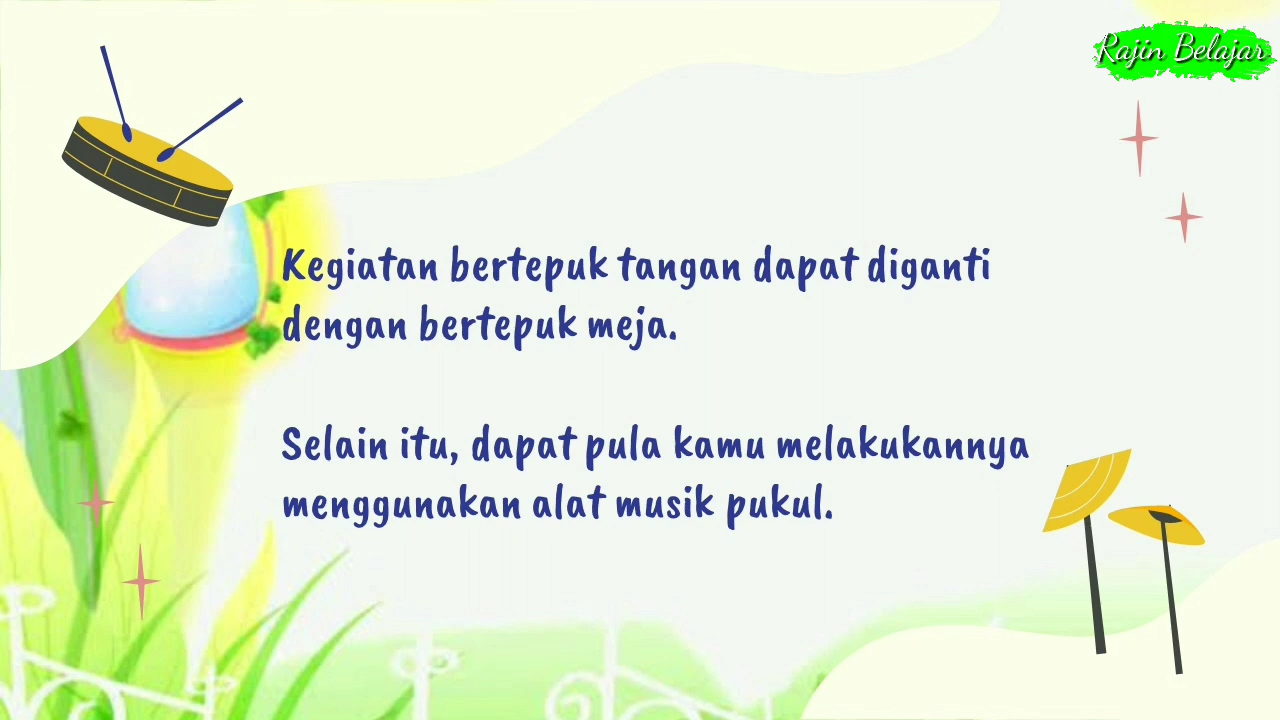 Rajin Belajar
Kegiatan bertepuk tangan dapat diganti
dengan bertepuk meja.
Selain itu, dapat pula kamu melakukannya
menggunakan alat musik pukul.